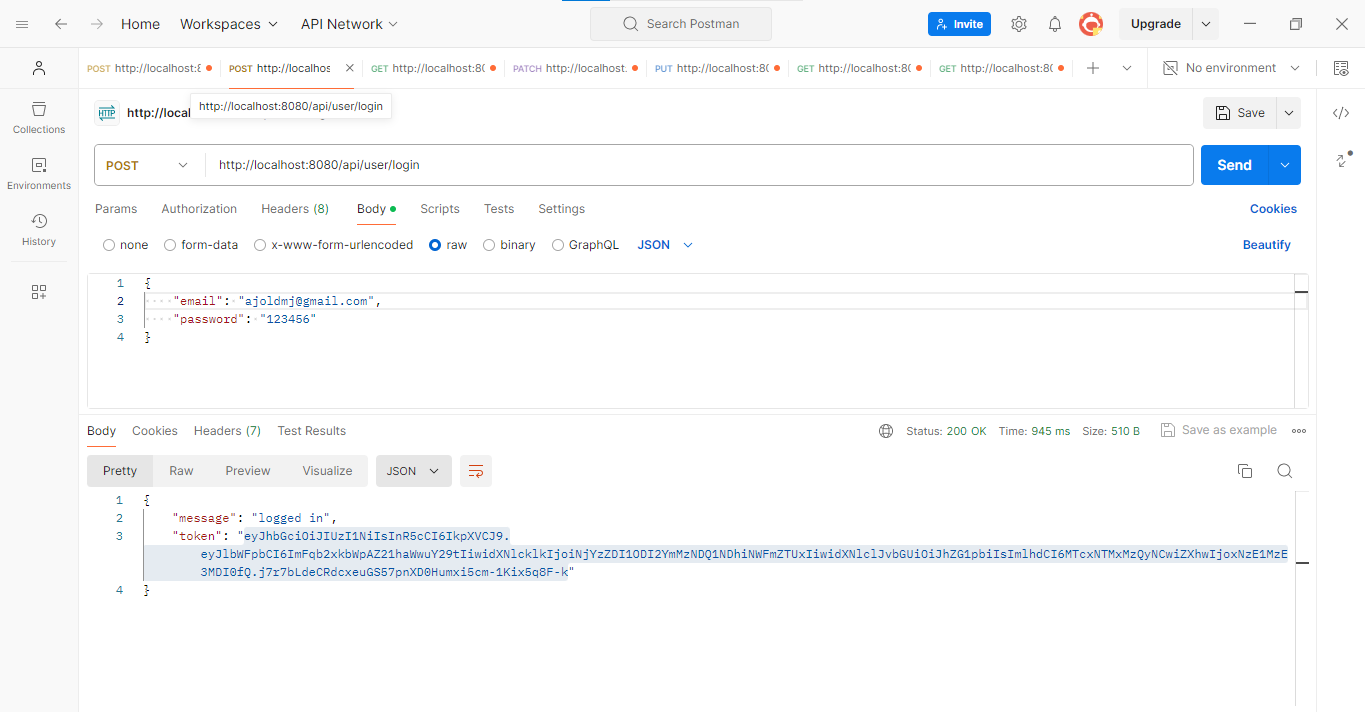 Home Workspaces API Network Search Postman Invite Upgrade
POST http://localhost:8 POST http://localhos GET http://localhost:80 PATCH http://localhost. PUT http://localhost:80 GET http://localhost:80 GET http://localhost:80 No environment
http://localhost:8080/api/user/login
HTTP http://local Save
Collections
POST http://localhost:8080/api/user/login Send
Environments
Params Authorization Headers (8) Body Scripts Tests Settings Cookies
History
none form-data x-www-form-urlencoded raw binary GraphQL JSON Beautify
1 {
2 "email": "ajoldmj@gmail.com",
3 "password": "123456"
4 }
Body Cookies Headers (7) Test Results Status: 200 OK Time: 945 ms Size: 510 B Save as example
Pretty Raw Preview Visualize JSON
1 {
2 "message": "logged in",
3 "token": "eyJhbGciOiJIUzI1NiIsInR5cCI6IkpXVCJ9.
eyJlbWFpbCI6ImFqb2xkbWpAZ21haWwuY29tIiwidXNlcklkIjoiNjYzZDI1ODI2YmMzNDQ1NDhiNWFmZTUxIiwidXNlclJvbGUiOiJhZG1pbiIsImlhdCI6MTcxNTMxMzQyNCwiZXhwIjoxNzE1MzE
3MDI0fQ.j7r7bLdeCRdcxeuGS57pnXD0Humxi5cm-1Kix5q8F-k"
4 }